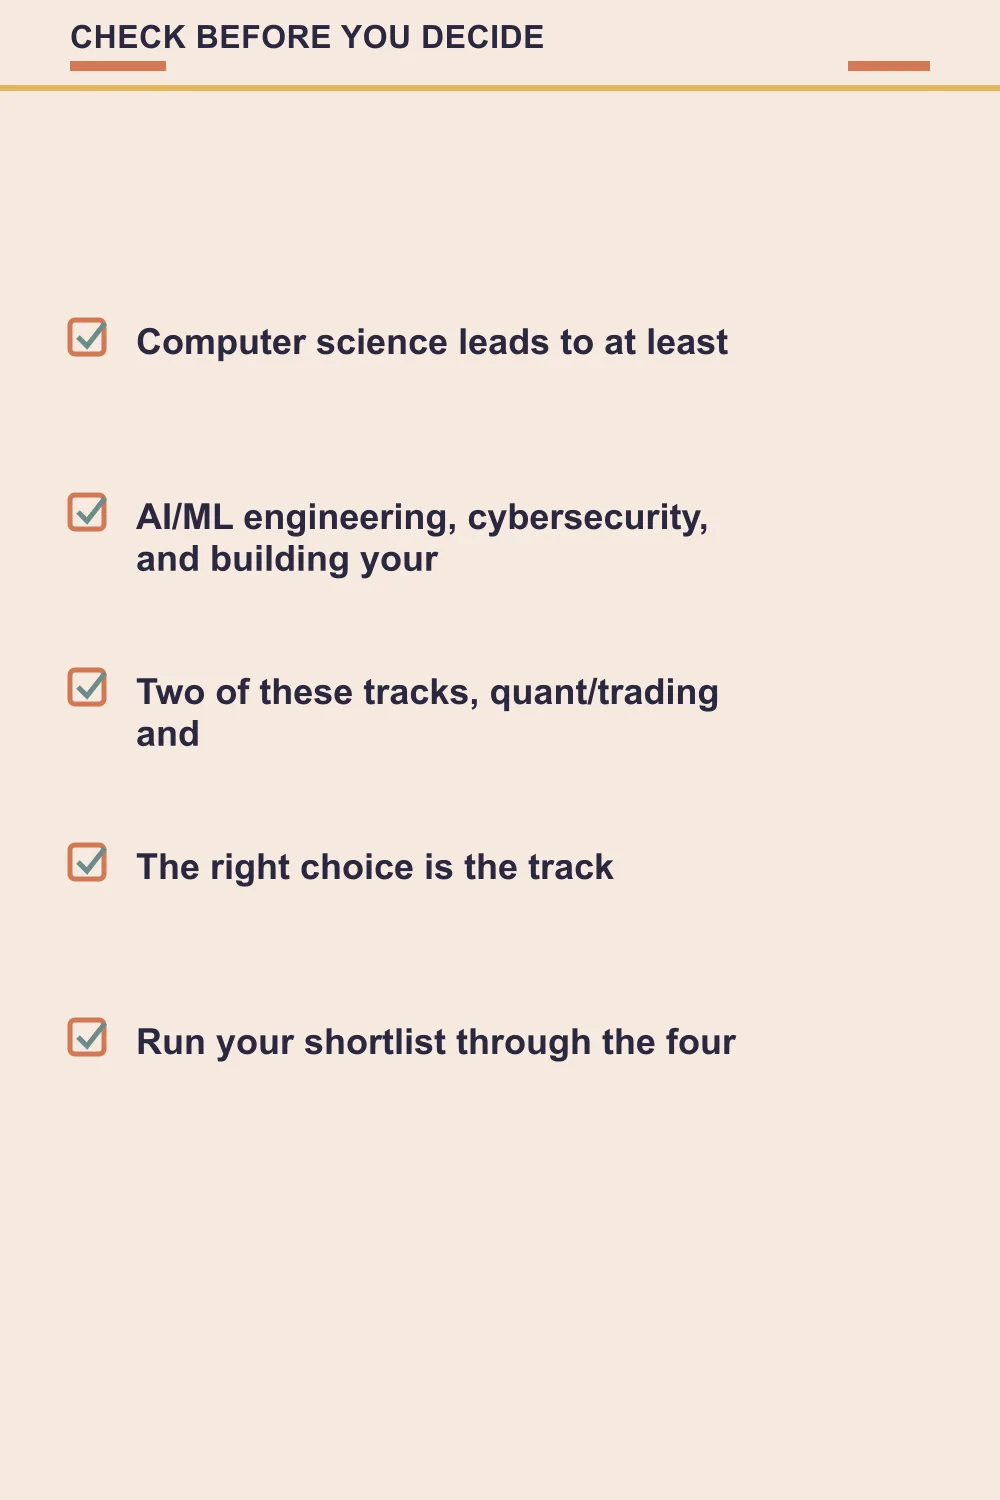 CHECK BEFORE YOU DECIDE
Computer science leads to at least
AI/ML engineering, cybersecurity,
and building your
Two of these tracks, quant/trading
and
The right choice is the track
Run your shortlist through the four